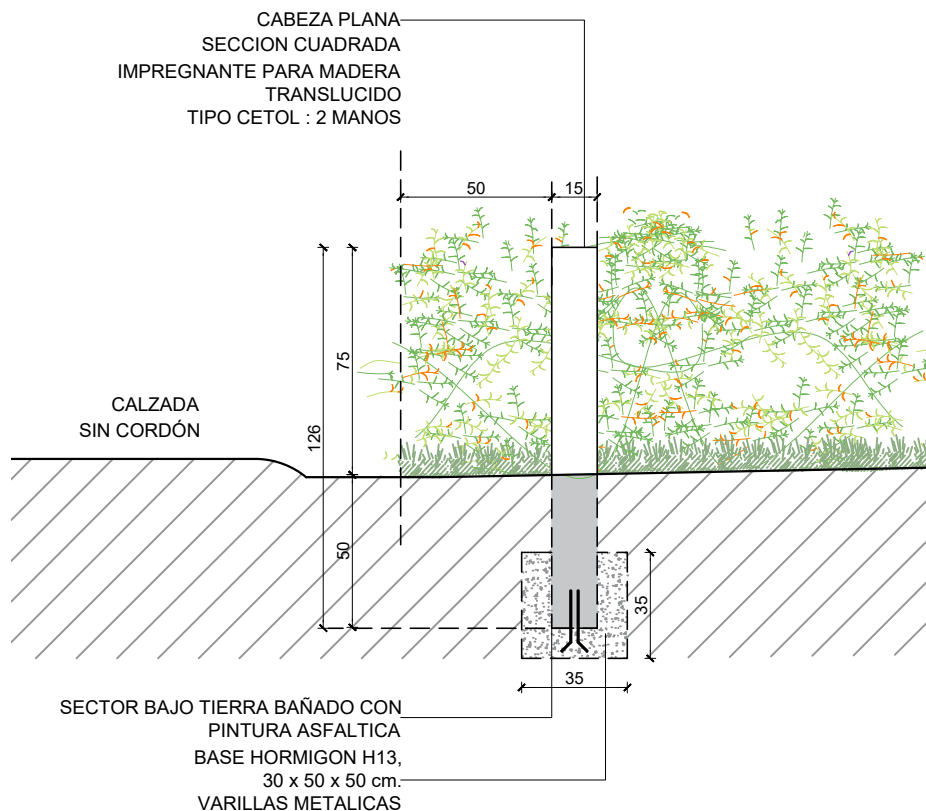 CABEZA PLANA
SECCION CUADRADA
IMPREGNANTE PARA MADERA
TRANSLUCIDO
TIPO CETOL : 2 MANOS
50
15
75
126
CALZADA
SIN CORDÓN
50
35
35
SECTOR BAJO TIERRA BAÑADO CON
PINTURA ASFALTICA
BASE HORMIGON H13,
30 x 50 x 50 cm.
VARILLAS METALICAS